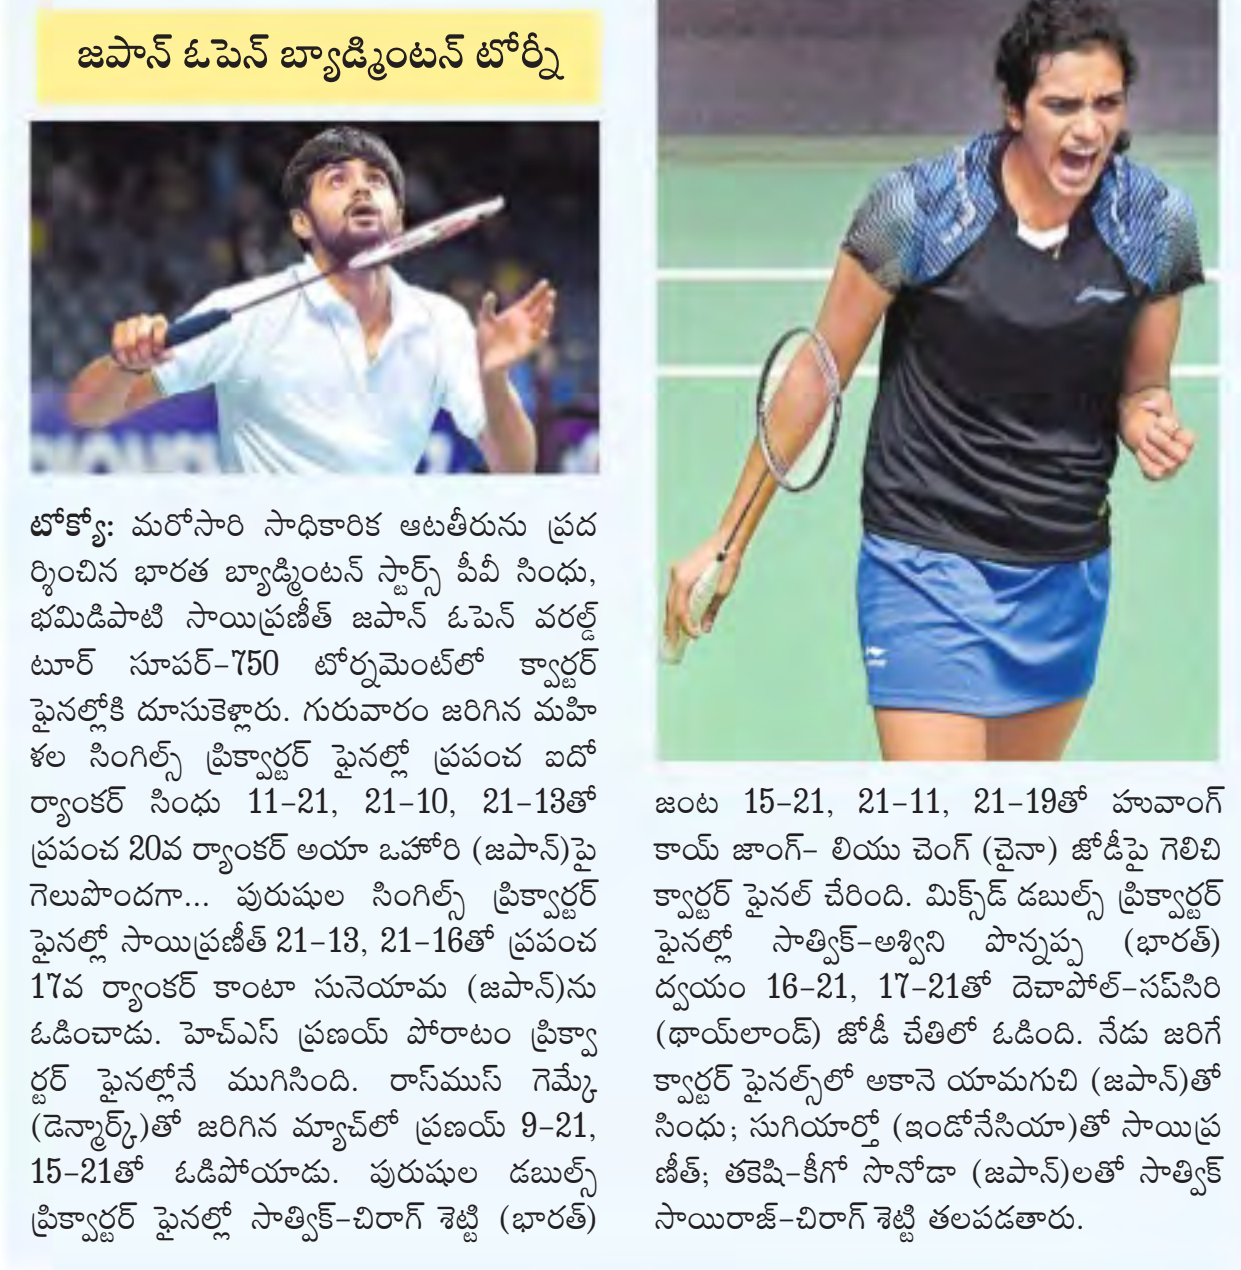 జపాన్ ఓపెన్ బ్యాడ్మింటన్ టోర్నీ
టోక్యో: మరోసారి సాధికారిక ఆటతీరును ప్రద
ర్శించిన భారత బ్యాడ్మింటన్ స్టార్స్ పీవీ సింధు,
భమిడిపాటి సాయిప్రణీత్ జపాన్ ఓపెన్ వరల్డ్
టూర్ సూపర్–750 టోర్నమెంట్‌లో క్వార్టర్
ఫైనల్లోకి దూసుకెళ్లారు. గురువారం జరిగిన మహి
ళల సింగిల్స్ ప్రిక్వార్టర్ ఫైనల్లో ప్రపంచ ఐదో
ర్యాంకర్ సింధు 11–21, 21–10, 21–13తో
ప్రపంచ 20వ ర్యాంకర్ అయా ఒహోరి (జపాన్)పై
గెలుపొందగా... పురుషుల సింగిల్స్ ప్రిక్వార్టర్
ఫైనల్లో సాయిప్రణీత్ 21–13, 21–16తో ప్రపంచ
17వ ర్యాంకర్ కాంటా సునెయామ (జపాన్)ను
ఓడించాడు. హెచ్ఎస్ ప్రణయ్ పోరాటం ప్రిక్వా
ర్టర్ ఫైనల్లోనే ముగిసింది. రాస్‌ముస్ గెమ్కే
(డెన్మార్క్)తో జరిగిన మ్యాచ్‌లో ప్రణయ్ 9–21,
15–21తో ఓడిపోయాడు. పురుషుల డబుల్స్
ప్రిక్వార్టర్ ఫైనల్లో సాత్విక్–చిరాగ్ శెట్టి (భారత్)
జంట 15–21, 21–11, 21–19తో హువాంగ్
కాయ్ జాంగ్– లియు చెంగ్ (చైనా) జోడీపై గెలిచి
క్వార్టర్ ఫైనల్ చేరింది. మిక్స్‌డ్ డబుల్స్ ప్రిక్వార్టర్
ఫైనల్లో సాత్విక్–అశ్విని పొన్నప్ప (భారత్)
ద్వయం 16–21, 17–21తో దెచాపోల్–సప్‌సిరి
(థాయ్‌లాండ్) జోడీ చేతిలో ఓడింది. నేడు జరిగే
క్వార్టర్ ఫైనల్స్‌లో అకానె యామగుచి (జపాన్)తో
సింధు; సుగియార్తో (ఇండోనేసియా)తో సాయిప్ర
ణీత్; తకెషి–కీగో సొనోడా (జపాన్)లతో సాత్విక్
సాయిరాజ్–చిరాగ్ శెట్టి తలపడతారు.